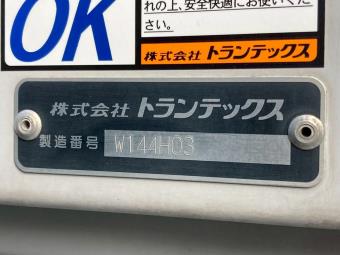 OK
れの上、安全快適にお使いくだ
さい。
株式会社 トランテックス
株式会社 トランテックス
製造番号 W144H03